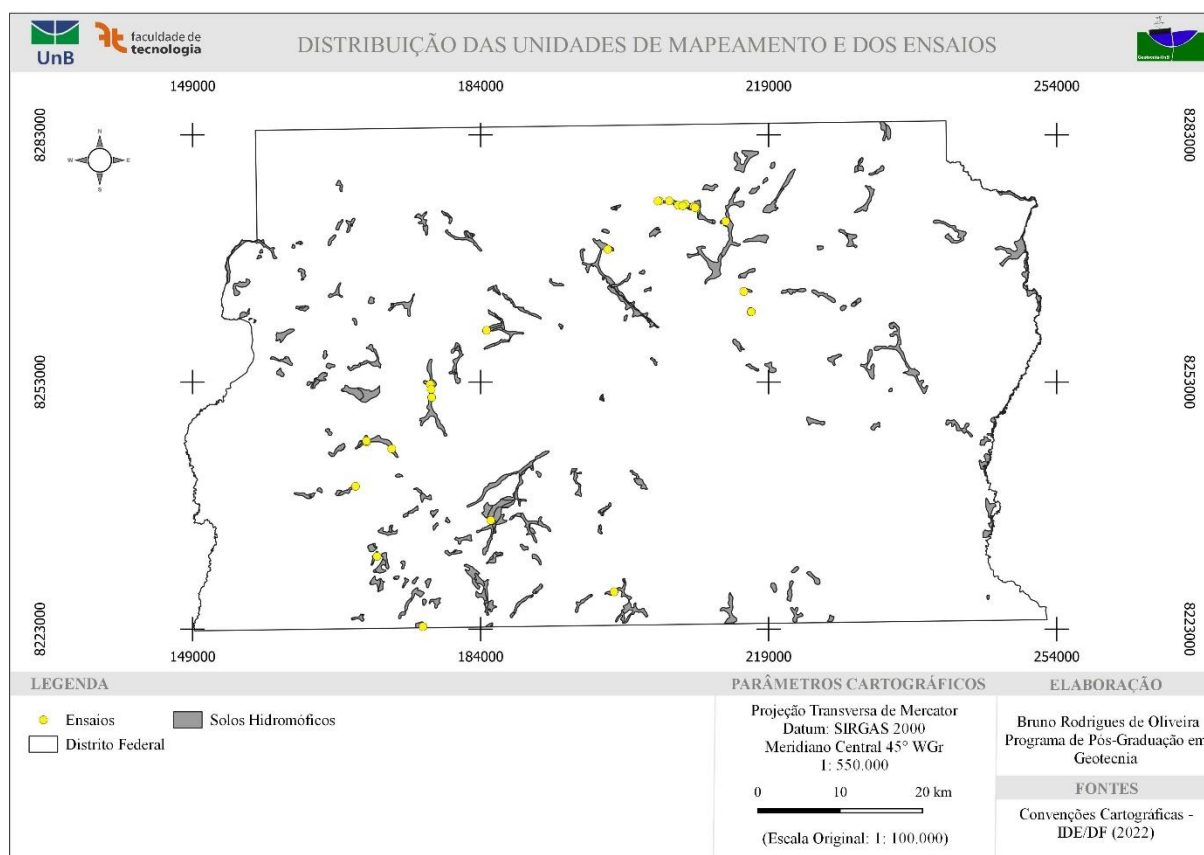 UnB
faculdade de
tecnologia
DISTRIBUIÇÃO DAS UNIDADES DE MAPEAMENTO E DOS ENSAIOS
Geotecnia-UnB
149000
184000
219000
254000
8283000
8283000
N
W
E
S
8253000
8253000
8223000
8223000
149000
184000
219000
254000
LEGENDA
Ensaios
Solos Hidromóficos
Distrito Federal
PARÂMETROS CARTOGRÁFICOS
Projeção Transversa de Mercator
Datum: SIRGAS 2000
Meridiano Central 45° WGr
1: 550.000
0 10 20 km
(Escala Original: 1: 100.000)
ELABORAÇÃO
Bruno Rodrigues de Oliveira
Programa de Pós-Graduação em
Geotecnia
FONTES
Convenções Cartográficas -
IDE/DF (2022)